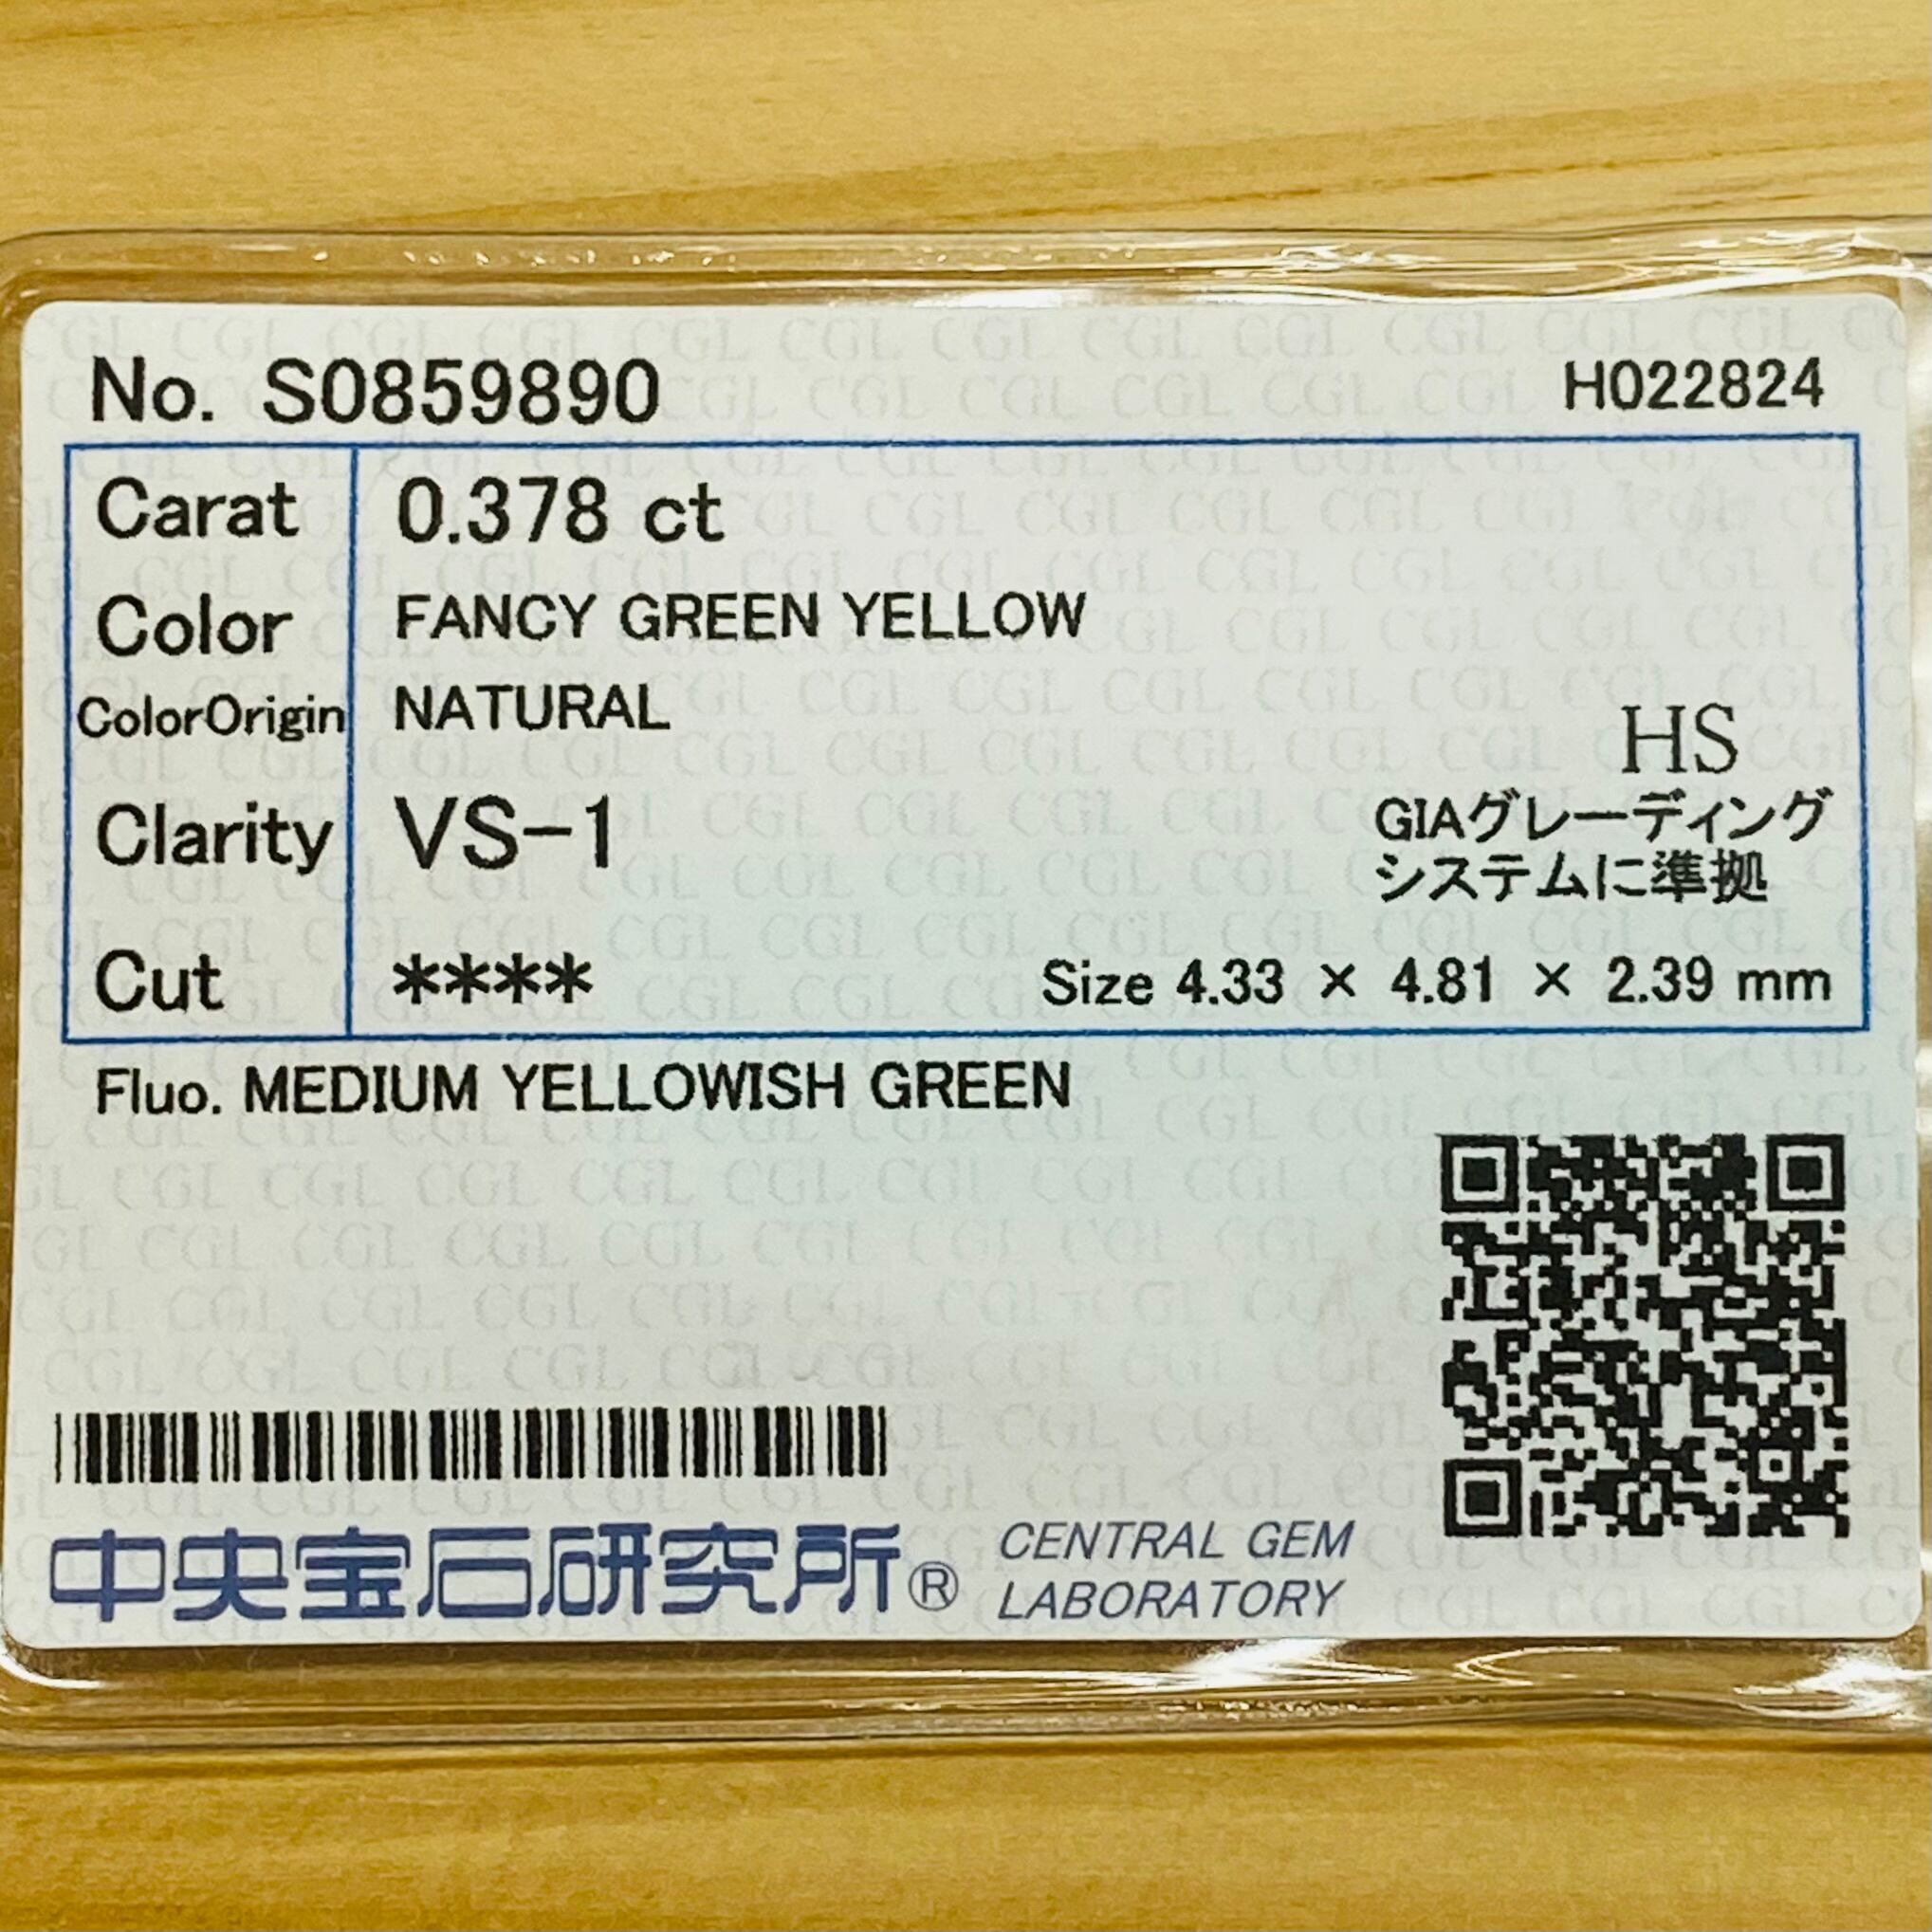 No. S0859890 H022824
Carat 0.378 ct
Color FANCY GREEN YELLOW
ColorOrigin NATURAL
HS
Clarity VS-1
GIAグレーディング
システムに準拠
Cut **** Size 4.33 × 4.81 × 2.39 mm
Fluo. MEDIUM YELLOWISH GREEN
中央宝石研究所® CENTRAL GEM
LABORATORY